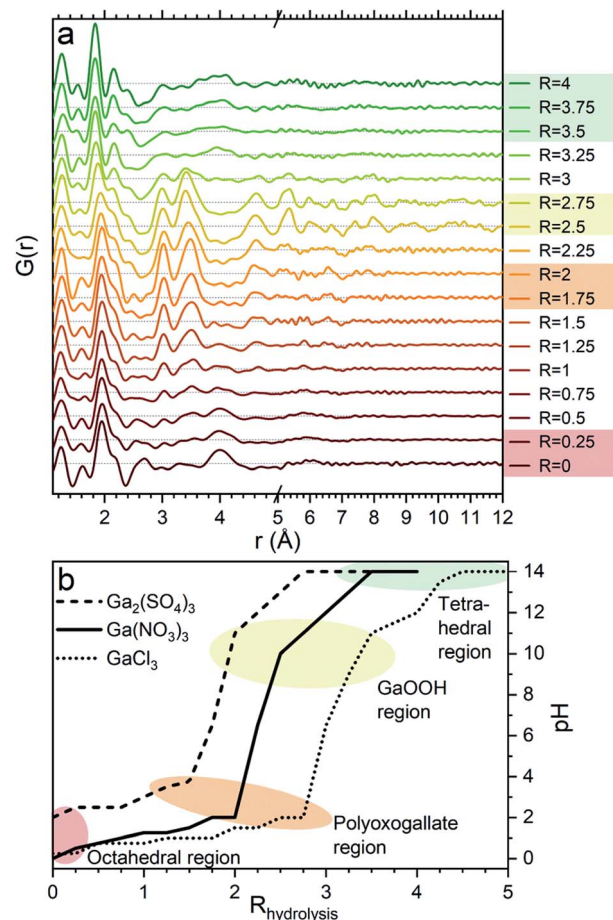 a
G(r)
R=4
R=3.75
R=3.5
R=3.25
R=3
R=2.75
R=2.5
R=2.25
R=2
R=1.75
R=1.5
R=1.25
R=1
R=0.75
R=0.5
R=0.25
R=0
2 3 4 5 6 7 8 9 10 11 12
r (Å)
b
Ga₂(SO₄)₃
Ga(NO₃)₃
GaCl₃
Tetra-
hedral
region
GaOOH
region
Polyoxogallate
region
Octahedral region
14
12
10
8
6
4
2
0
pH
0 1 2 3 4 5
R_hydrolysis